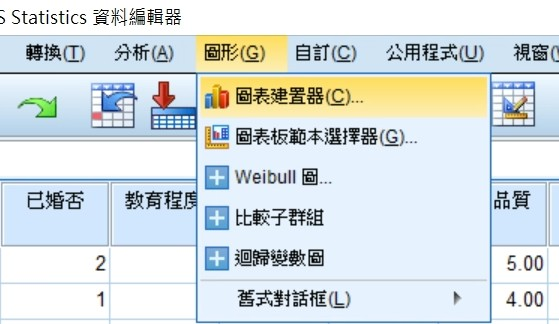 S Statistics 資料編輯器
轉換(T) 分析(A) 圖形(G) 自訂(C) 公用程式(U) 視窗(
圖表建置器(C)...
圖表板範本選擇器(G)...
Weibull 圖...
比較子群組
迴歸變數圖
舊式對話框(L)
已婚否 教育程度 品質
2 5.00
1 4.00